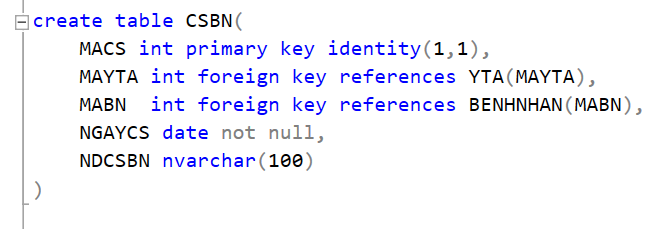 create table CSBN(
MACS int primary key identity(1,1),
MAYTA int foreign key references YTA(MAYTA),
MABN  int foreign key references BENHNHAN(MABN),
NGAYCS date not null,
NDCSBN nvarchar(100)
)